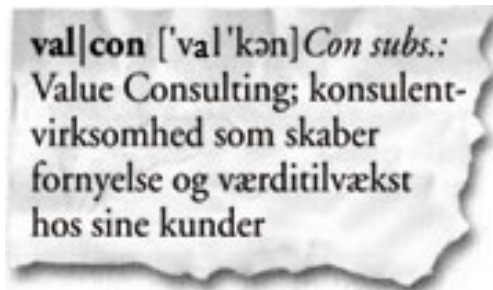 val|con ['val'kən] Con subs.:
Value Consulting; konsulent-
virksomhed som skaber
fornyelse og værditilvækst
hos sine kunder